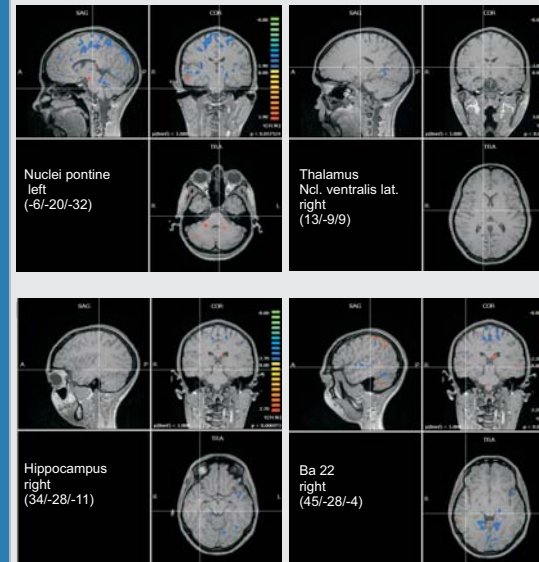 SAG
COR
A
P
R
TRA
Nuclei pontine
left
(-6/-20/-32)
R
L
SAG
COR
A
P
R
TRA
Thalamus
Ncl. ventralis lat.
right
(13/-9/9)
R
SAG
COR
A
P
R
TRA
Hippocampus
right
(34/-28/-11)
R
L
SAG
COR
A
P
R
TRA
Ba 22
right
(45/-28/-4)
R